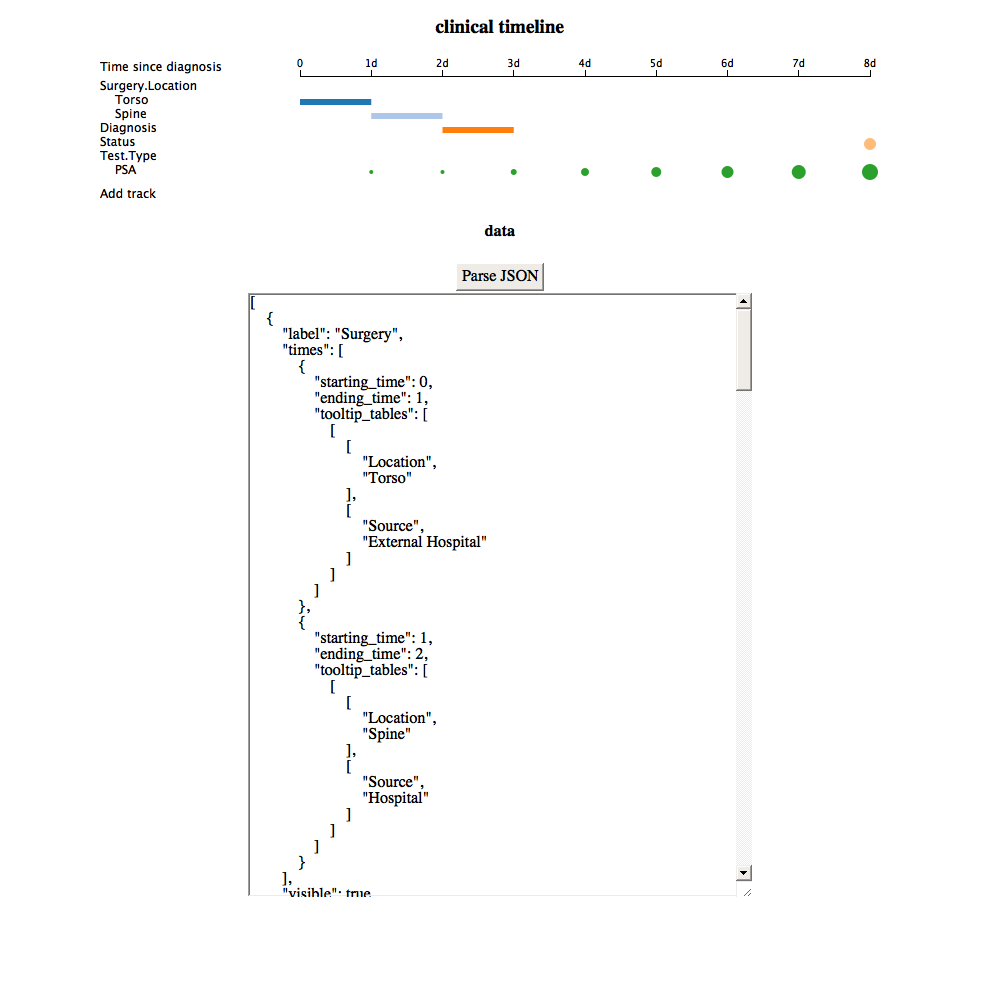 clinical timeline
Time since diagnosis 0 1d 2d 3d 4d 5d 6d 7d 8d
Surgery.Location
Torso
Spine
Diagnosis
Status
Test.Type
PSA
Add track
data
Parse JSON
[
{
"label": "Surgery",
"times": [
{
"starting_time": 0,
"ending_time": 1,
"tooltip_tables": [
[
[
"Location",
"Torso"
],
[
"Source",
"External Hospital"
]
]
]
},
{
"starting_time": 1,
"ending_time": 2,
"tooltip_tables": [
[
[
"Location",
"Spine"
],
[
"Source",
"Hospital"
]
]
]
}
],
"visible": true